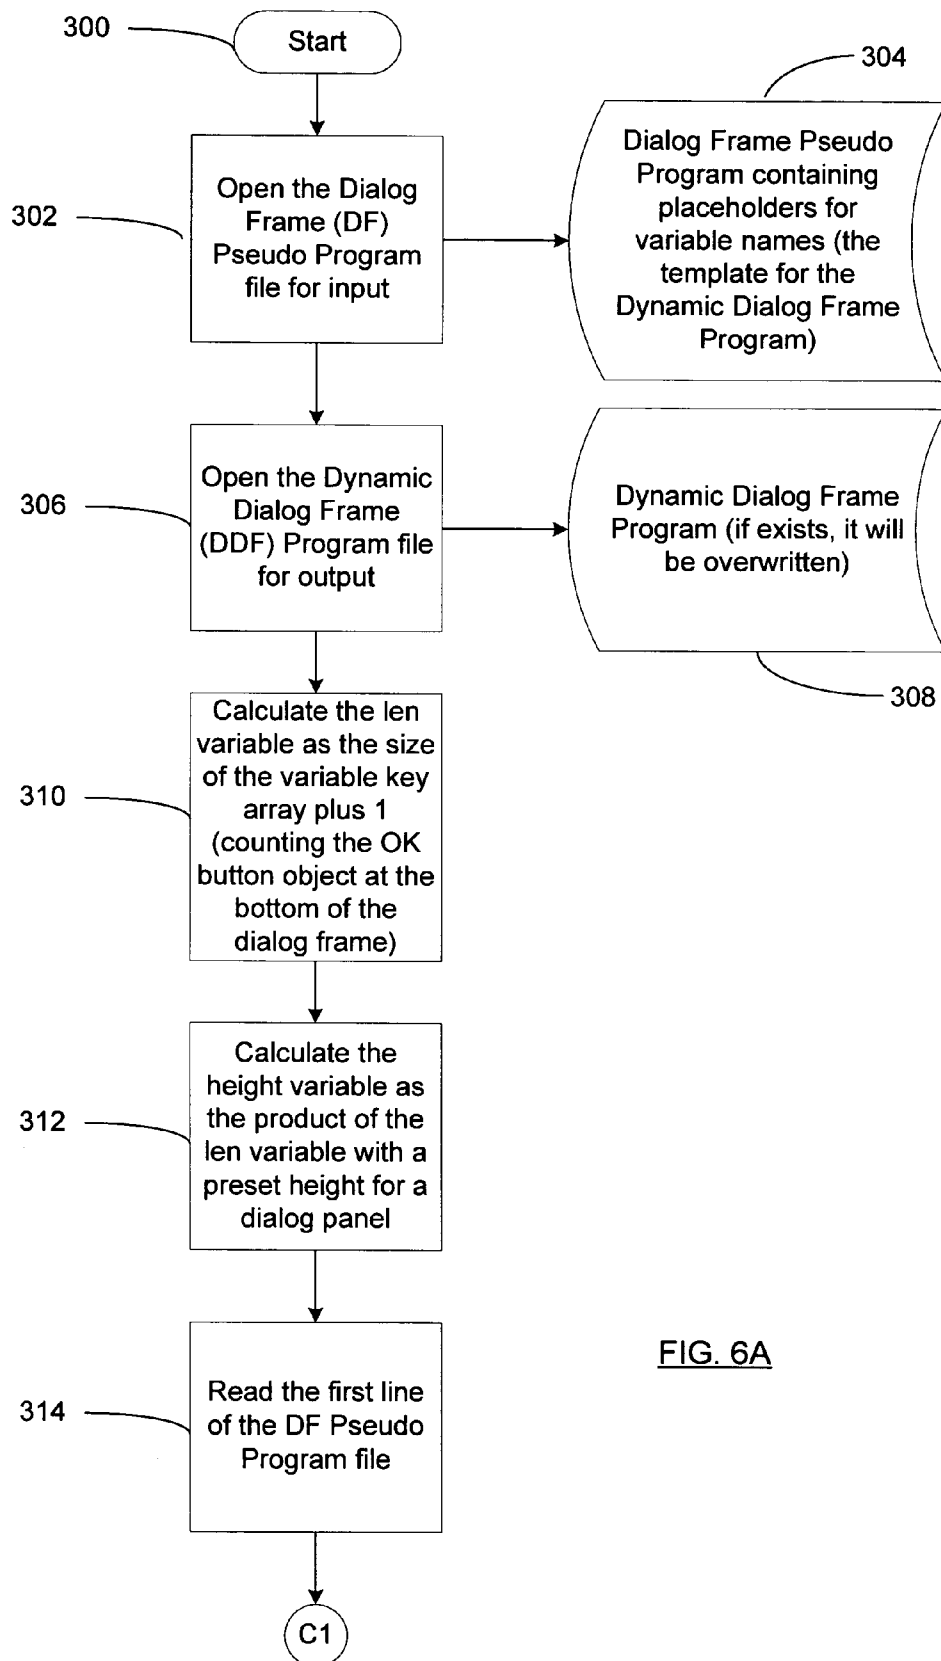 300
Start
304
302
Open the Dialog
Frame (DF)
Pseudo Program
file for input
Dialog Frame Pseudo
Program containing
placeholders for
variable names (the
template for the
Dynamic Dialog Frame
Program)
306
Open the Dynamic
Dialog Frame
(DDF) Program file
for output
Dynamic Dialog Frame
Program (if exists, it will
be overwritten)
308
310
Calculate the len
variable as the size
of the variable key
array plus 1
(counting the OK
button object at the
bottom of the
dialog frame)
312
Calculate the
height variable as
the product of the
len variable with a
preset height for a
dialog panel
314
Read the first line
of the DF Pseudo
Program file
FIG. 6A
C1